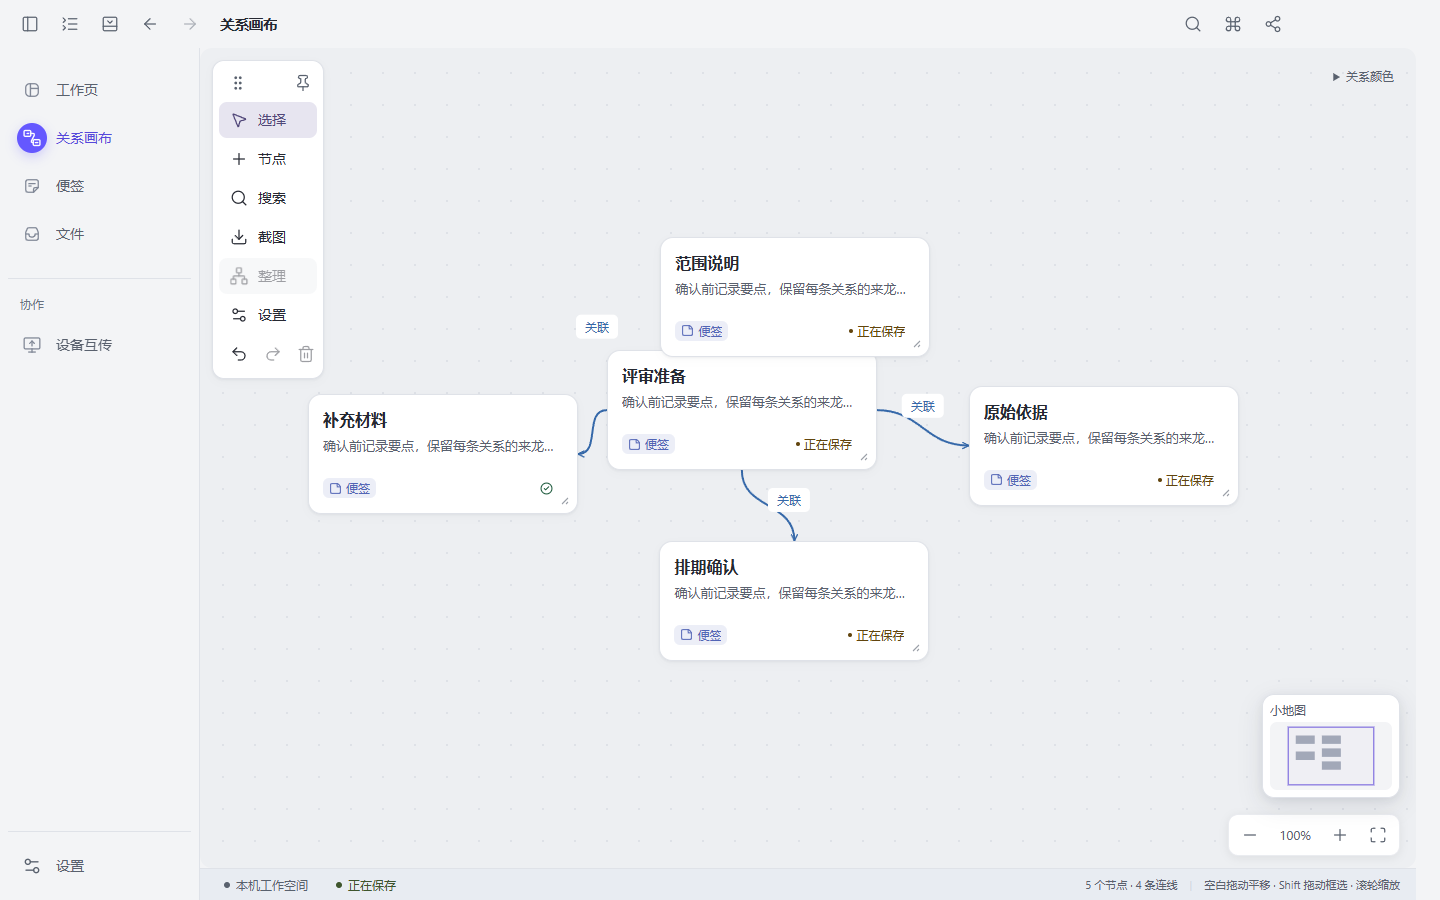 关系画布
工作页
关系画布
便签
文件
协作
设备互传
设置
选择
节点
搜索
截图
整理
设置
关系颜色
范围说明
确认前记录要点，保留每条关系的来龙...
便签
正在保存
关联
评审准备
确认前记录要点，保留每条关系的来龙...
便签
正在保存
补充材料
确认前记录要点，保留每条关系的来龙...
便签
关联
原始依据
确认前记录要点，保留每条关系的来龙...
便签
正在保存
关联
排期确认
确认前记录要点，保留每条关系的来龙...
便签
正在保存
小地图
100%
本机工作空间
正在保存
5 个节点 · 4 条连线
空白拖动平移 · Shift 拖动框选 · 滚轮缩放